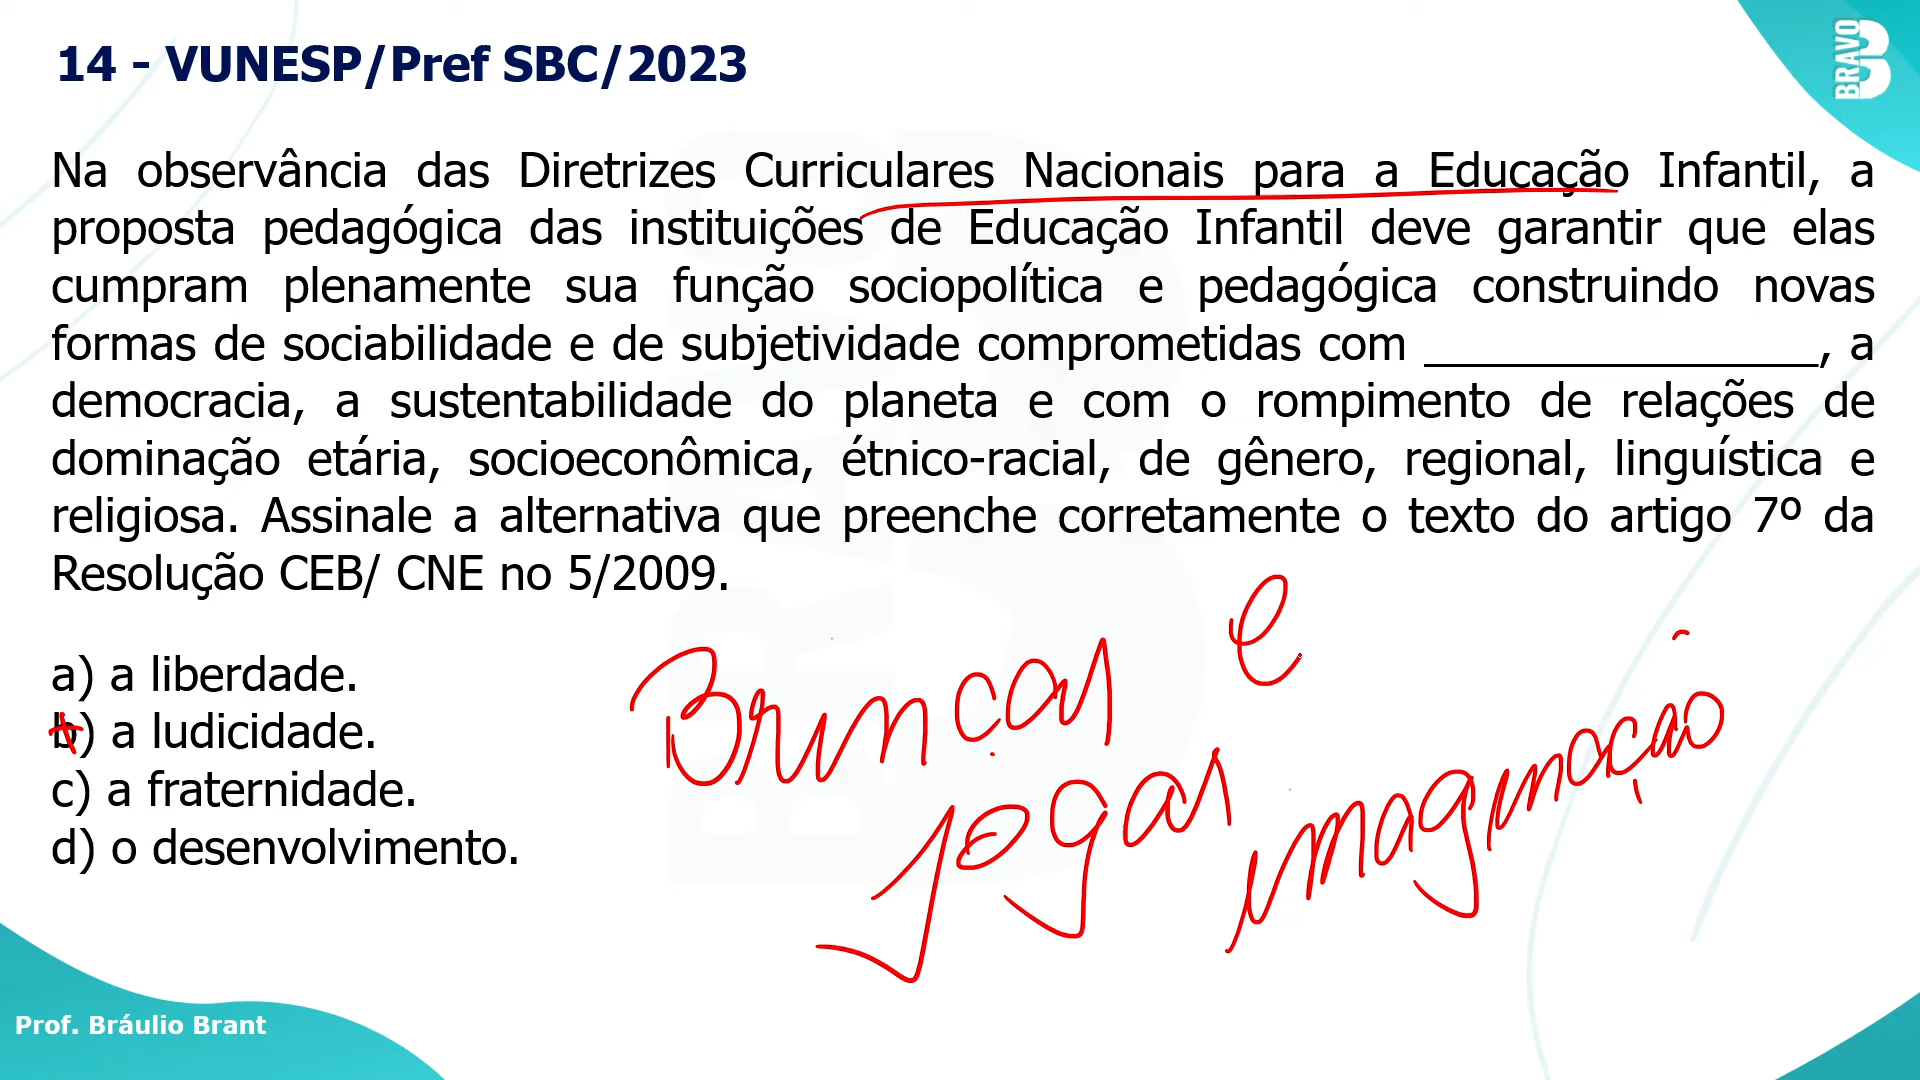 14 - VUNESP/Pref SBC/2023
BRAVO
Na observância das Diretrizes Curriculares Nacionais para a Educação Infantil, a
proposta pedagógica das instituições de Educação Infantil deve garantir que elas
cumpram plenamente sua função sociopolítica e pedagógica construindo novas
formas de sociabilidade e de subjetividade comprometidas com _________________, a
democracia, a sustentabilidade do planeta e com o rompimento de relações de
dominação etária, socioeconômica, étnico-racial, de gênero, regional, linguística e
religiosa. Assinale a alternativa que preenche corretamente o texto do artigo 7º da
Resolução CEB/ CNE no 5/2009.
a) a liberdade.
b) a ludicidade.
c) a fraternidade.
d) o desenvolvimento.
Brincar e
jogar imaginação
Prof. Bráulio Brant